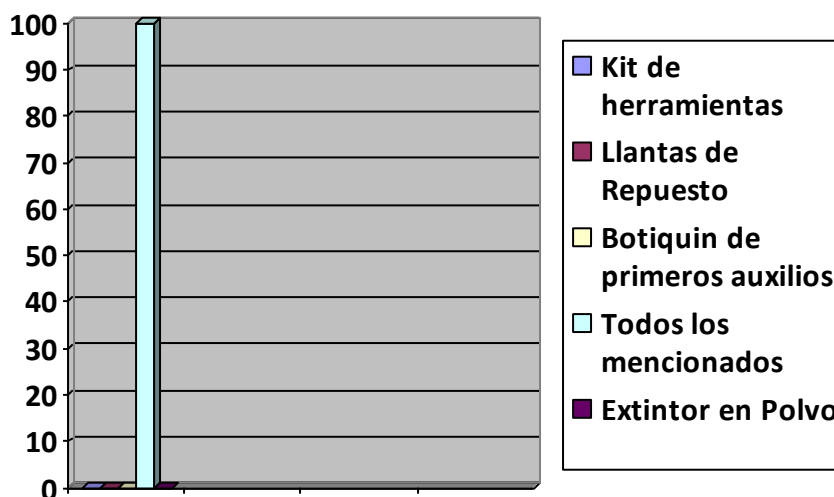 100
90
80
70
60
50
40
30
20
10
0
Kit de
herramientas
Llantas de
Repuesto
Botiquin de
primeros auxilios
Todos los
mencionados
Extintor en Polvo